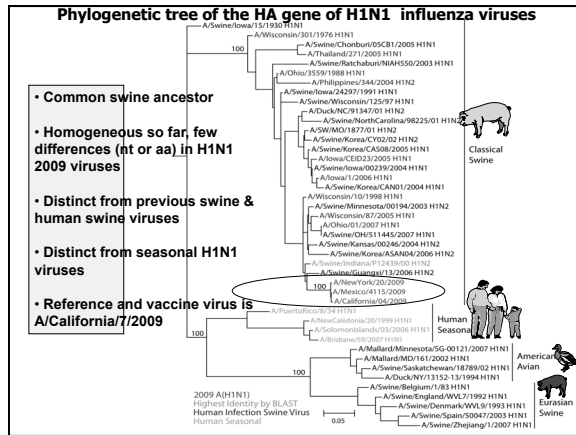 Phylogenetic tree of the HA gene of H1N1 influenza viruses
• Common swine ancestor
• Homogeneous so far, few
differences (nt or aa) in H1N1
2009 viruses
• Distinct from previous swine &
human swine viruses
• Distinct from seasonal H1N1
viruses
• Reference and vaccine virus is
A/California/7/2009
A/Swine/Iowa/15/1930 H1N1
A/Wisconsin/301/1976 H1N1
100
A/Swine/Chonburi/05CB1/2005 H1N1
A/Thailand/271/2005 H1N1
A/Swine/Ratchaburi/NIAH550/2003 H1N1
A/Ohio/3559/1988 H1N1
A/Philippines/344/2004 H1N2
A/Swine/Iowa/24297/1991 H1N1
A/Swine/Wisconsin/125/97 H1N1
A/Duck/NC/91347/01 H1N2
A/Swine/NorthCarolina/98225/01 H1N2
A/SW/MO/1877/01 H1N2
A/Swine/Korea/CY02/02 H1N2
A/Swine/Korea/CAS08/2005 H1N1
A/Iowa/CEID23/2005 H1N1
A/Swine/Iowa/00239/2004 H1N1
A/Iowa/1/2006 H1N1
A/Swine/Korea/CAN01/2004 H1N1
A/Wisconsin/10/1998 H1N1
A/Swine/Minnesota/00194/2003 H1N2
A/Wisconsin/87/2005 H1N1
A/Ohio/01/2007 H1N1
A/Swine/OH/511445/2007 H1N1
A/Swine/Kansas/00246/2004 H1N2
A/Swine/Korea/ASAN04/2006 H1N2
A/Swine/Indiana/P12439/00 H1N2
A/Swine/Guangxi/13/2006 H1N2
100
A/NewYork/20/2009
A/Mexico/4115/2009
A/California/04/2009
Classical
Swine
A/PuertoRico/8/34 H1N1
A/NewCaledonia/20/1999 H1N1
A/SolomonIslands/03/2006 H1N1
A/Brisbane/59/2007 H1N1
Human
Seasonal
100
A/Mallard/Minnesota/SG-00121/2007 H1N1
A/Mallard/MD/161/2002 H1N1
A/Swine/Saskatchewan/18789/02 H1N1
A/Duck/NY/13152-13/1994 H1N1
American
Avian
100
A/Swine/Belgium/1/83 H1N1
A/Swine/England/WVL7/1992 H1N1
A/Swine/Denmark/WVL9/1993 H1N1
A/Swine/Spain/50047/2003 H1N1
A/Swine/Zhejiang/1/2007 H1N1
Eurasian
Swine
2009 A(H1N1)
Highest Identity by BLAST
Human Infection Swine Virus
Human Seasonal
0.05